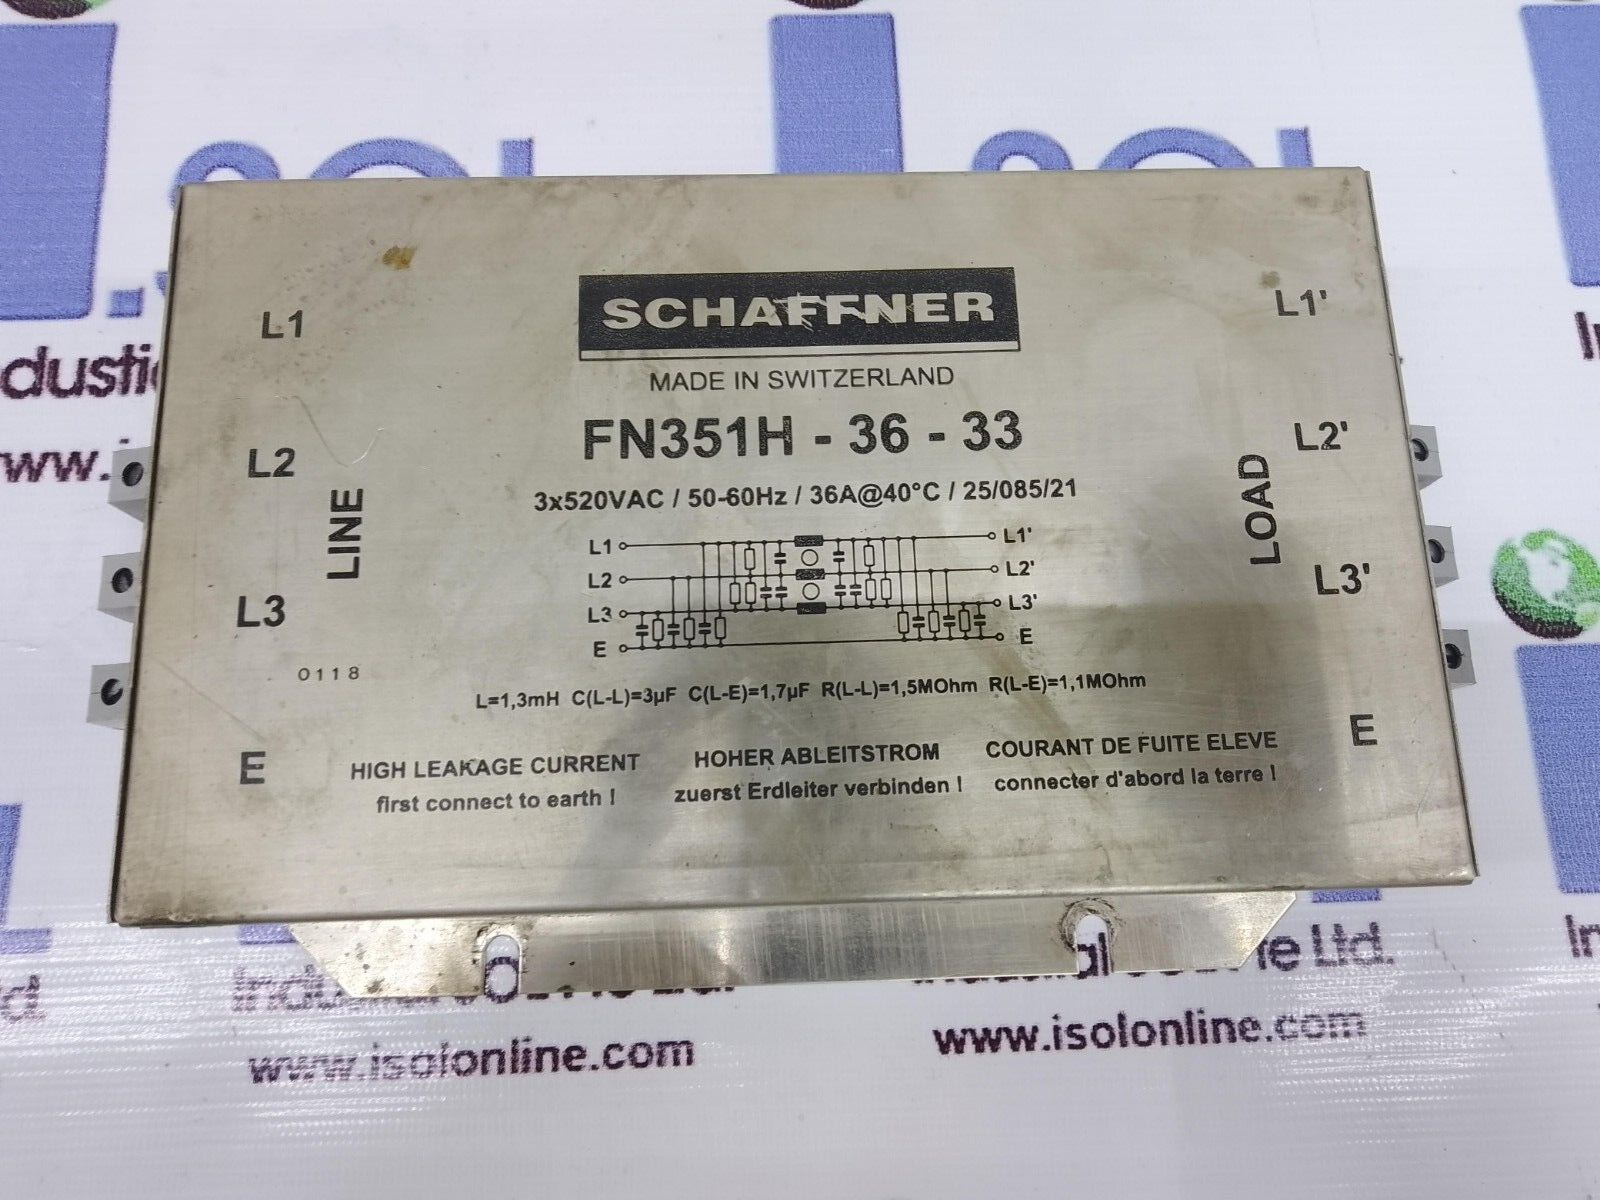 SCHAFFNER
MADE IN SWITZERLAND
FN351H - 36 - 33
3x520VAC / 50-60Hz / 36A@40°C / 25/085/21
L1
L2
L3
E
LINE
L1'
L2'
L3'
E
LOAD
L1
L2
L3
E
L1'
L2'
L3'
E
0118
L=1,3mH C(L-L)=3µF C(L-E)=1,7µF R(L-L)=1,5MOhm R(L-E)=1,1MOhm
HIGH LEAKAGE CURRENT
first connect to earth !
HOHER ABLEITSTROM
zuerst Erdleiter verbinden !
COURANT DE FUITE ELEVE
connecter d'abord la terre !
Ltd.
www.isolonline.com
www.isolonline.com